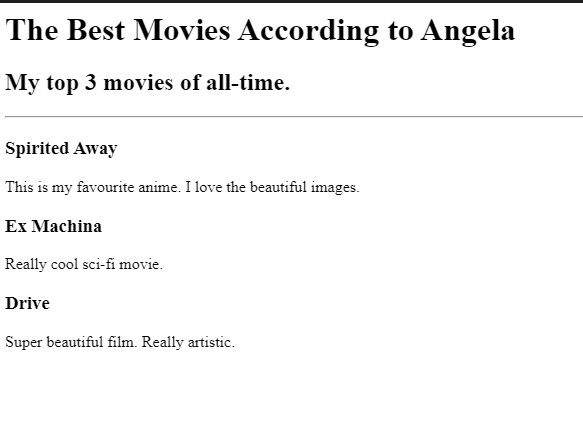 The Best Movies According to Angela
My top 3 movies of all-time.
Spirited Away
This is my favourite anime. I love the beautiful images.
Ex Machina
Really cool sci-fi movie.
Drive
Super beautiful film. Really artistic.